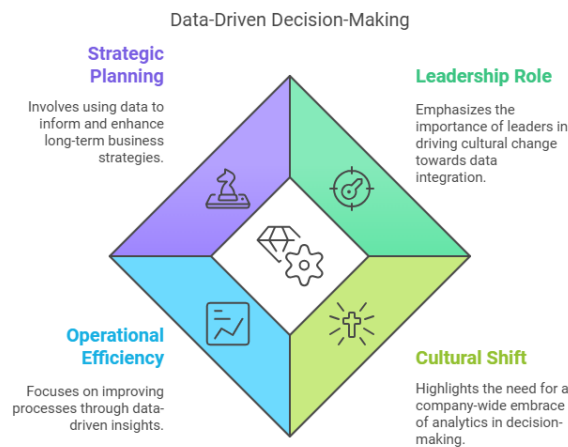 Data-Driven Decision-Making
Strategic
Planning
Involves using data to
inform and enhance
long-term business
strategies.
Leadership Role
Emphasizes the
importance of leaders in
driving cultural change
towards data
integration.
Operational
Efficiency
Focuses on improving
processes through data-
driven insights.
Cultural Shift
Highlights the need for a
company-wide embrace
of analytics in decision-
making.